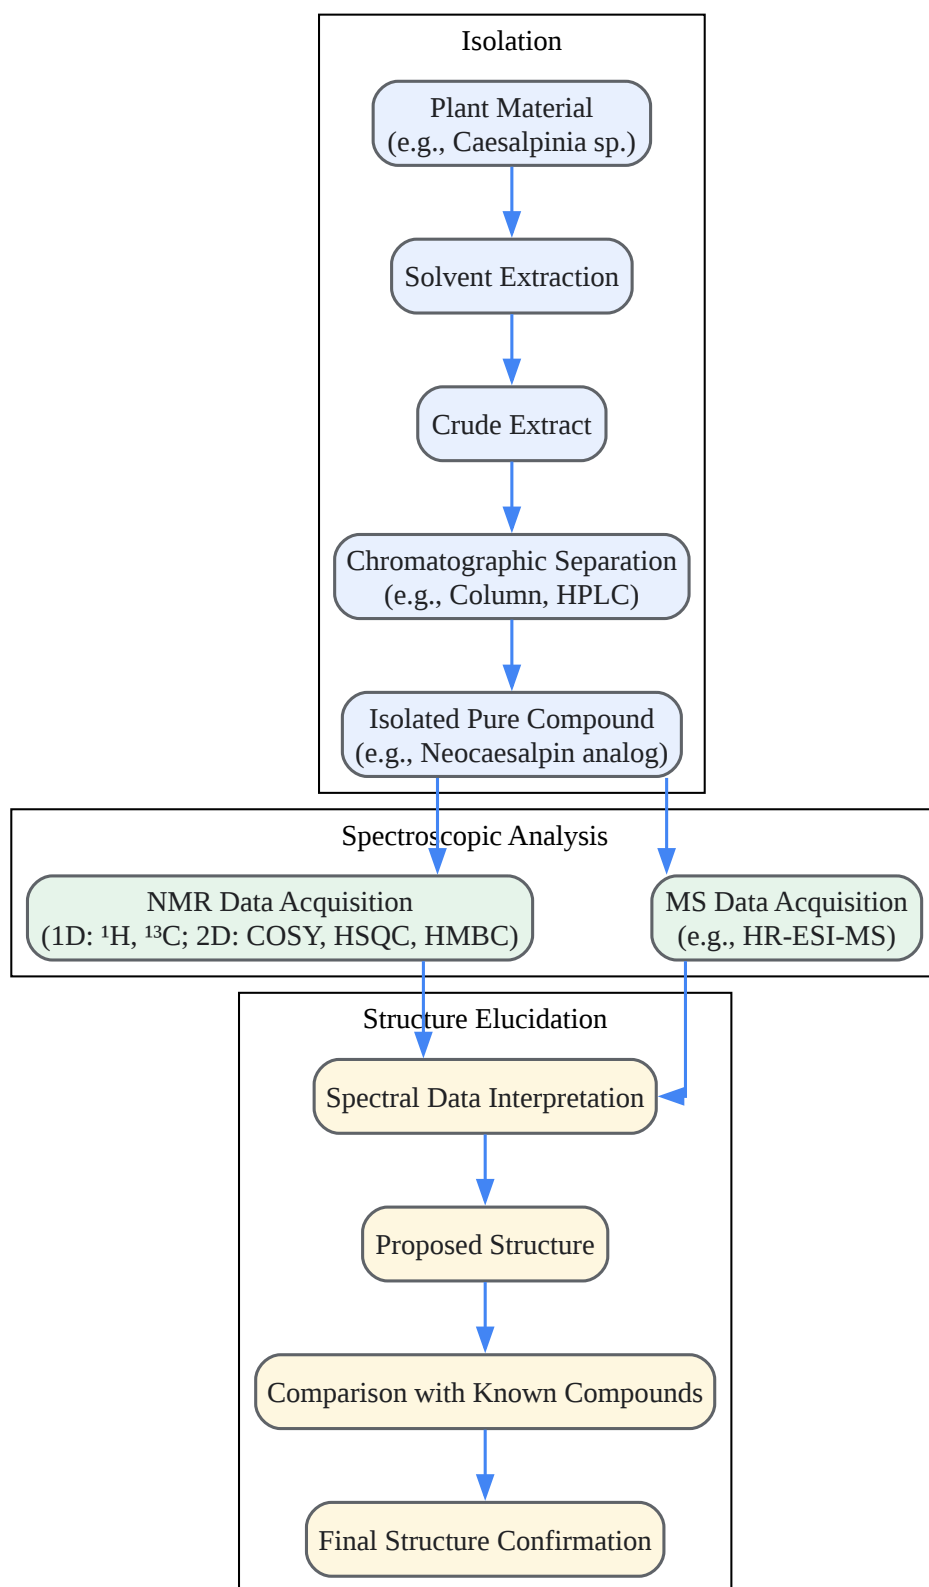 Isolation
Plant Material
(e.g., Caesalpinia sp.)
Solvent Extraction
Crude Extract
Chromatographic Separation
(e.g., Column, HPLC)
Isolated Pure Compound
(e.g., Neocaesalpin analog)
Spectroscopic Analysis
NMR Data Acquisition
(1D: ¹H, ¹³C; 2D: COSY, HSQC, HMBC)
MS Data Acquisition
(e.g., HR-ESI-MS)
Structure Elucidation
Spectral Data Interpretation
Proposed Structure
Comparison with Known Compounds
Final Structure Confirmation